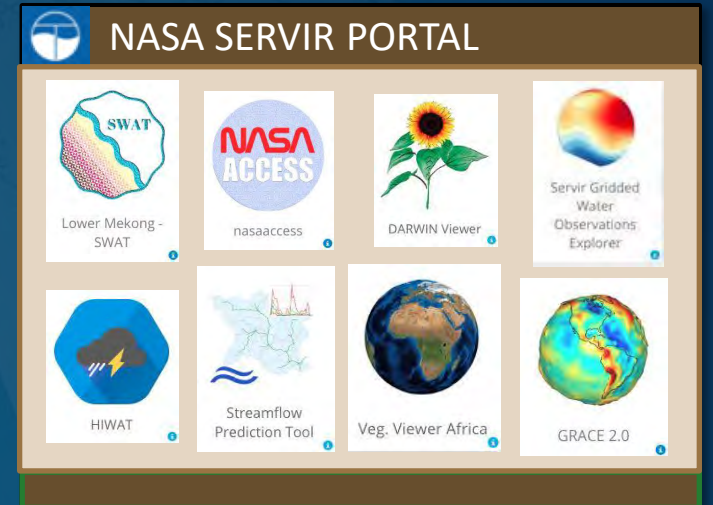 NASA SERVIR PORTAL
SWAT
Lower Mekong -
SWAT
NASA
ACCESS
nasaaccess
DARWIN Viewer
Servir Gridded
Water
Observations
Explorer
HIWAT
Streamflow
Prediction Tool
Veg. Viewer Africa
GRACE 2.0